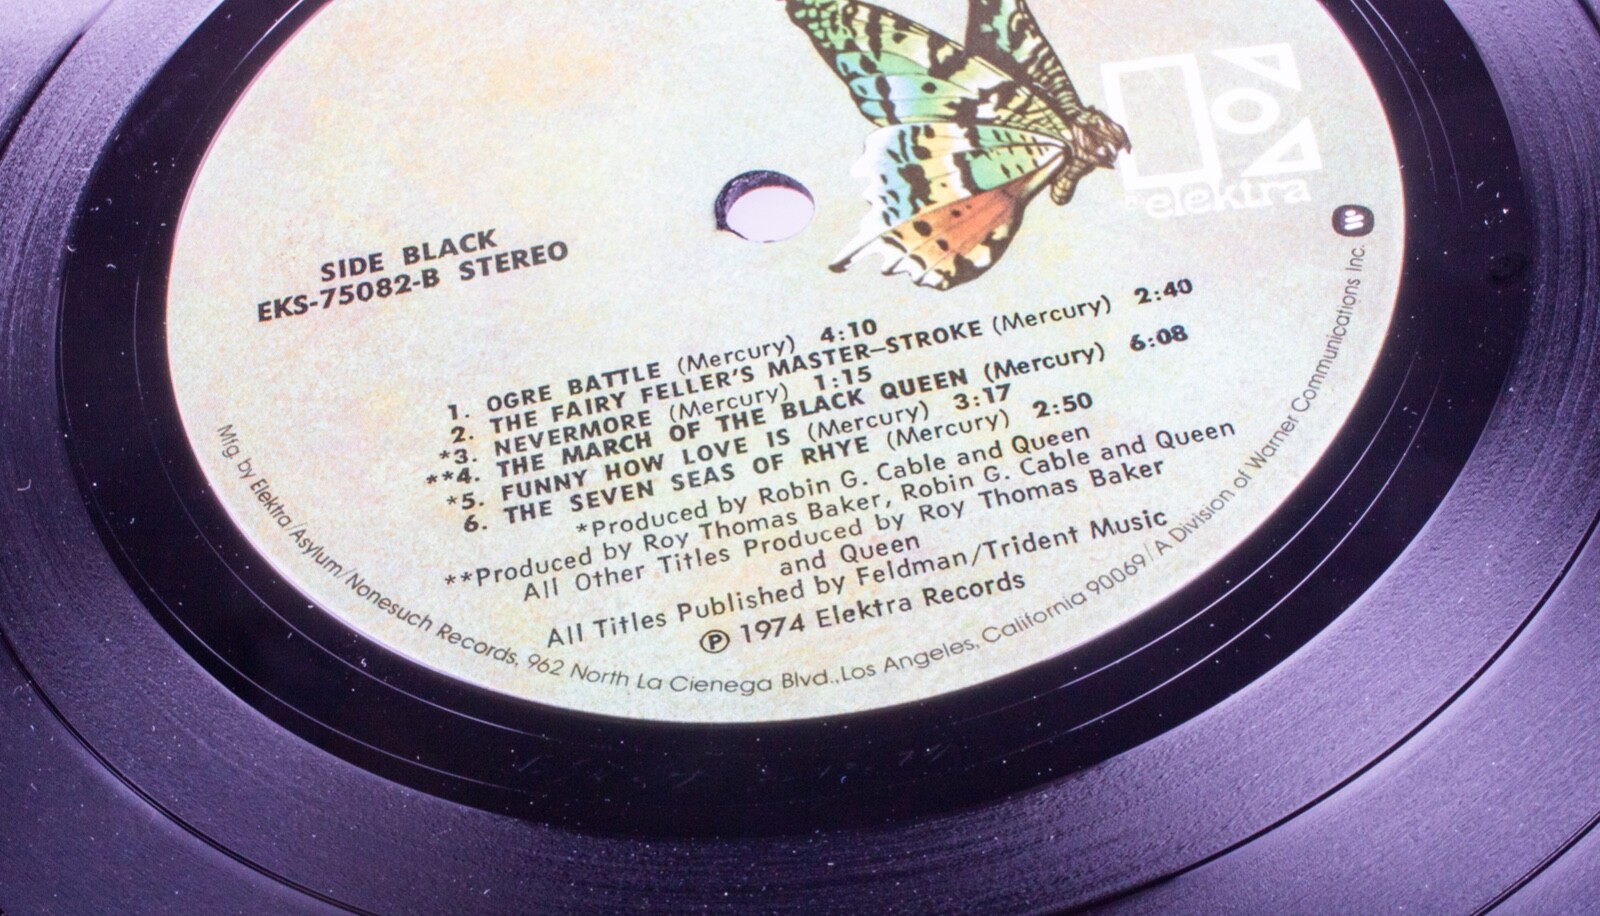 elektra
SIDE BLACK
EKS-75082-B STEREO
1. OGRE BATTLE (Mercury) 4:10
2. THE FAIRY FELLER'S MASTER-STROKE (Mercury) 2:40
*3. NEVERMORE (Mercury) 1:15
**4. THE MARCH OF THE BLACK QUEEN (Mercury) 6:08
*5. FUNNY HOW LOVE IS (Mercury) 3:17
6. THE SEVEN SEAS OF RHYE (Mercury) 2:50
*Produced by Robin G. Cable and Queen
**Produced by Roy Thomas Baker, Robin G. Cable and Queen
All Other Titles Produced by Roy Thomas Baker
and Queen
All Titles Published by Feldman/Trident Music
℗ 1974 Elektra Records
Mfg. by Elektra/Asylum/Nonesuch Records, 962 North La Cienega Blvd., Los Angeles, California 90069/A Division of Warner Communications Inc.